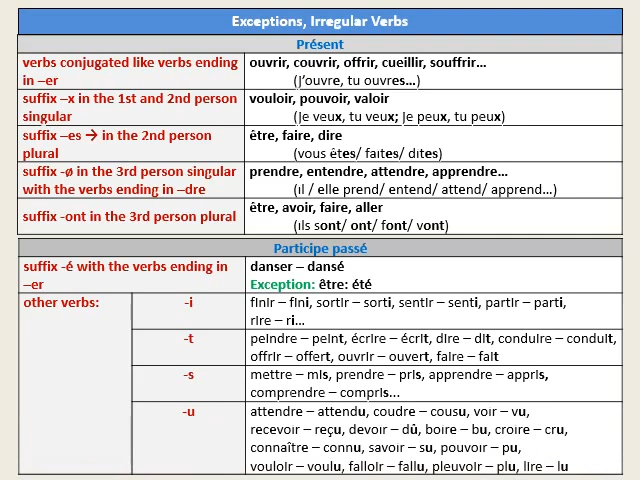 Exceptions, Irregular Verbs
Présent
verbs conjugated like verbs ending
in –er
ouvrir, couvrir, offrir, cueillir, souffrir...
(j'ouvre, tu ouvres...)
suffix –x in the 1st and 2nd person
singular
vouloir, pouvoir, valoir
(je veux, tu veux; je peux, tu peux)
suffix –es → in the 2nd person
plural
être, faire, dire
(vous êtes/ faites/ dites)
suffix -ø in the 3rd person singular
with the verbs ending in –dre
prendre, entendre, attendre, apprendre...
(il / elle prend/ entend/ attend/ apprend...)
suffix -ont in the 3rd person plural
être, avoir, faire, aller
(ils sont/ ont/ font/ vont)
Participe passé
suffix -é with the verbs ending in
–er
danser – dansé
Exception: être: été
other verbs:
-i
finir – fini, sortir – sorti, sentir – senti, partir – parti,
rire – ri...
-t
peindre – peint, écrire – écrit, dire – dit, conduire – conduit,
offrir – offert, ouvrir – ouvert, faire – fait
-s
mettre – mis, prendre – pris, apprendre – appris,
comprendre – compris...
-u
attendre – attendu, coudre – cousu, voir – vu,
recevoir – reçu, devoir – dû, boire – bu, croire – cru,
connaître – connu, savoir – su, pouvoir – pu,
vouloir – voulu, falloir – fallu, pleuvoir – plu, lire – lu